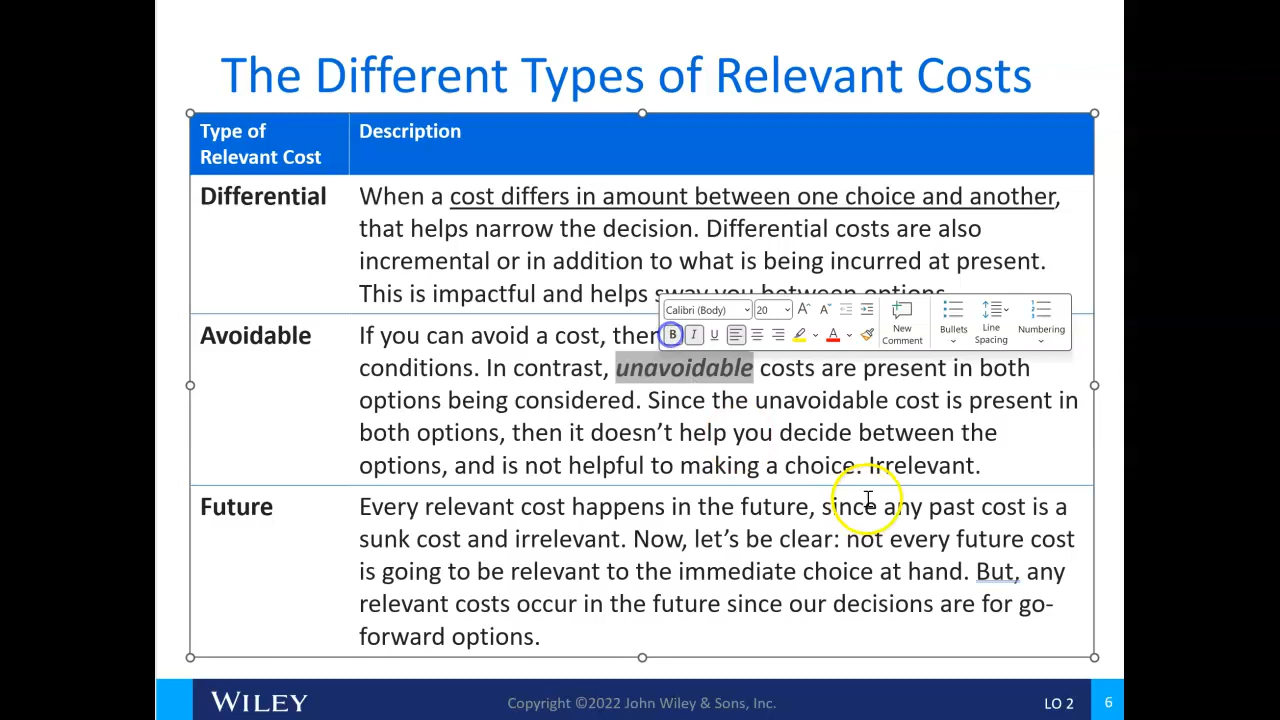 The Different Types of Relevant Costs
Type of Relevant Cost
Description
Differential
When a cost differs in amount between one choice and another,
that helps narrow the decision. Differential costs are also
incremental or in addition to what is being incurred at present.
This is impactful and helps sway you between options.
Calibri (Body)
20
New Comment
Bullets
Line Spacing
Numbering
Avoidable
If you can avoid a cost, then
conditions. In contrast, unavoidable costs are present in both
options being considered. Since the unavoidable cost is present in
both options, then it doesn't help you decide between the
options, and is not helpful to making a choice. Irrelevant.
Future
Every relevant cost happens in the future, since any past cost is a
sunk cost and irrelevant. Now, let's be clear: not every future cost
is going to be relevant to the immediate choice at hand. But, any
relevant costs occur in the future since our decisions are for go-
forward options.
WILEY
Copyright ©2022 John Wiley & Sons, Inc.
LO 2
6